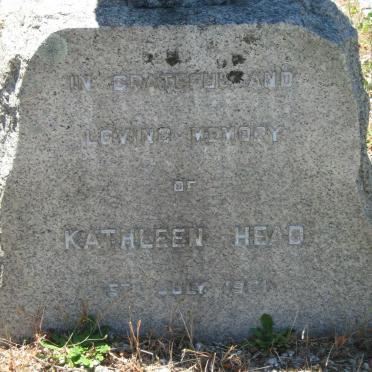 IN GRATEFUL AND
LOVING MEMORY
OF
KATHLEEN HEAD
JULY